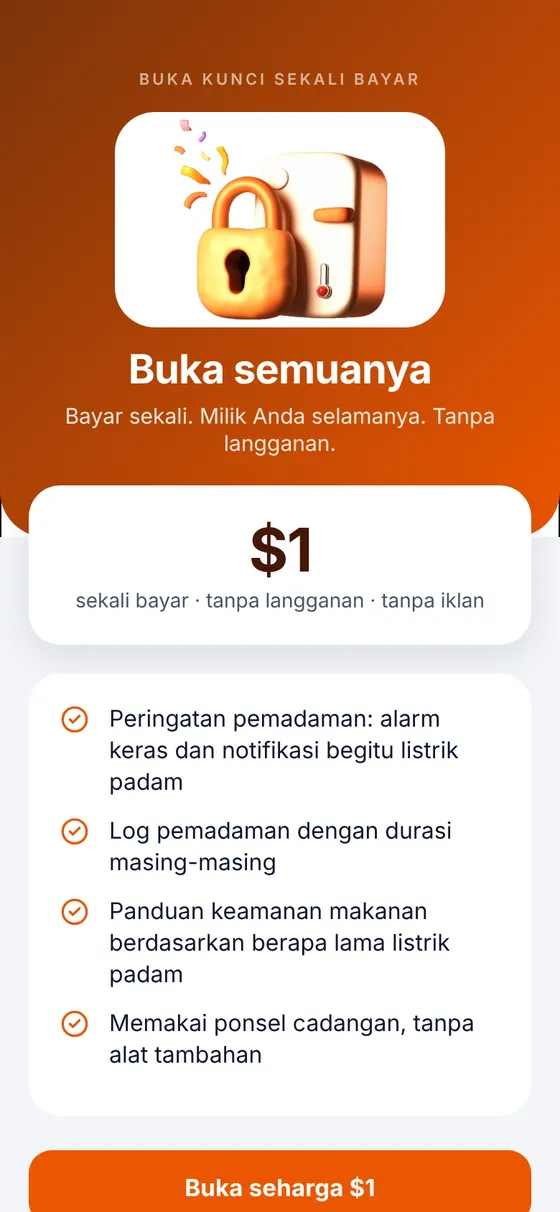 BUKA KUNCI SEKALI BAYAR
Buka semuanya
Bayar sekali. Milik Anda selamanya. Tanpa
langganan.
$1
sekali bayar · tanpa langganan · tanpa iklan
Peringatan pemadaman: alarm
keras dan notifikasi begitu listrik
padam
Log pemadaman dengan durasi
masing-masing
Panduan keamanan makanan
berdasarkan berapa lama listrik
padam
Memakai ponsel cadangan, tanpa
alat tambahan
Buka seharga $1